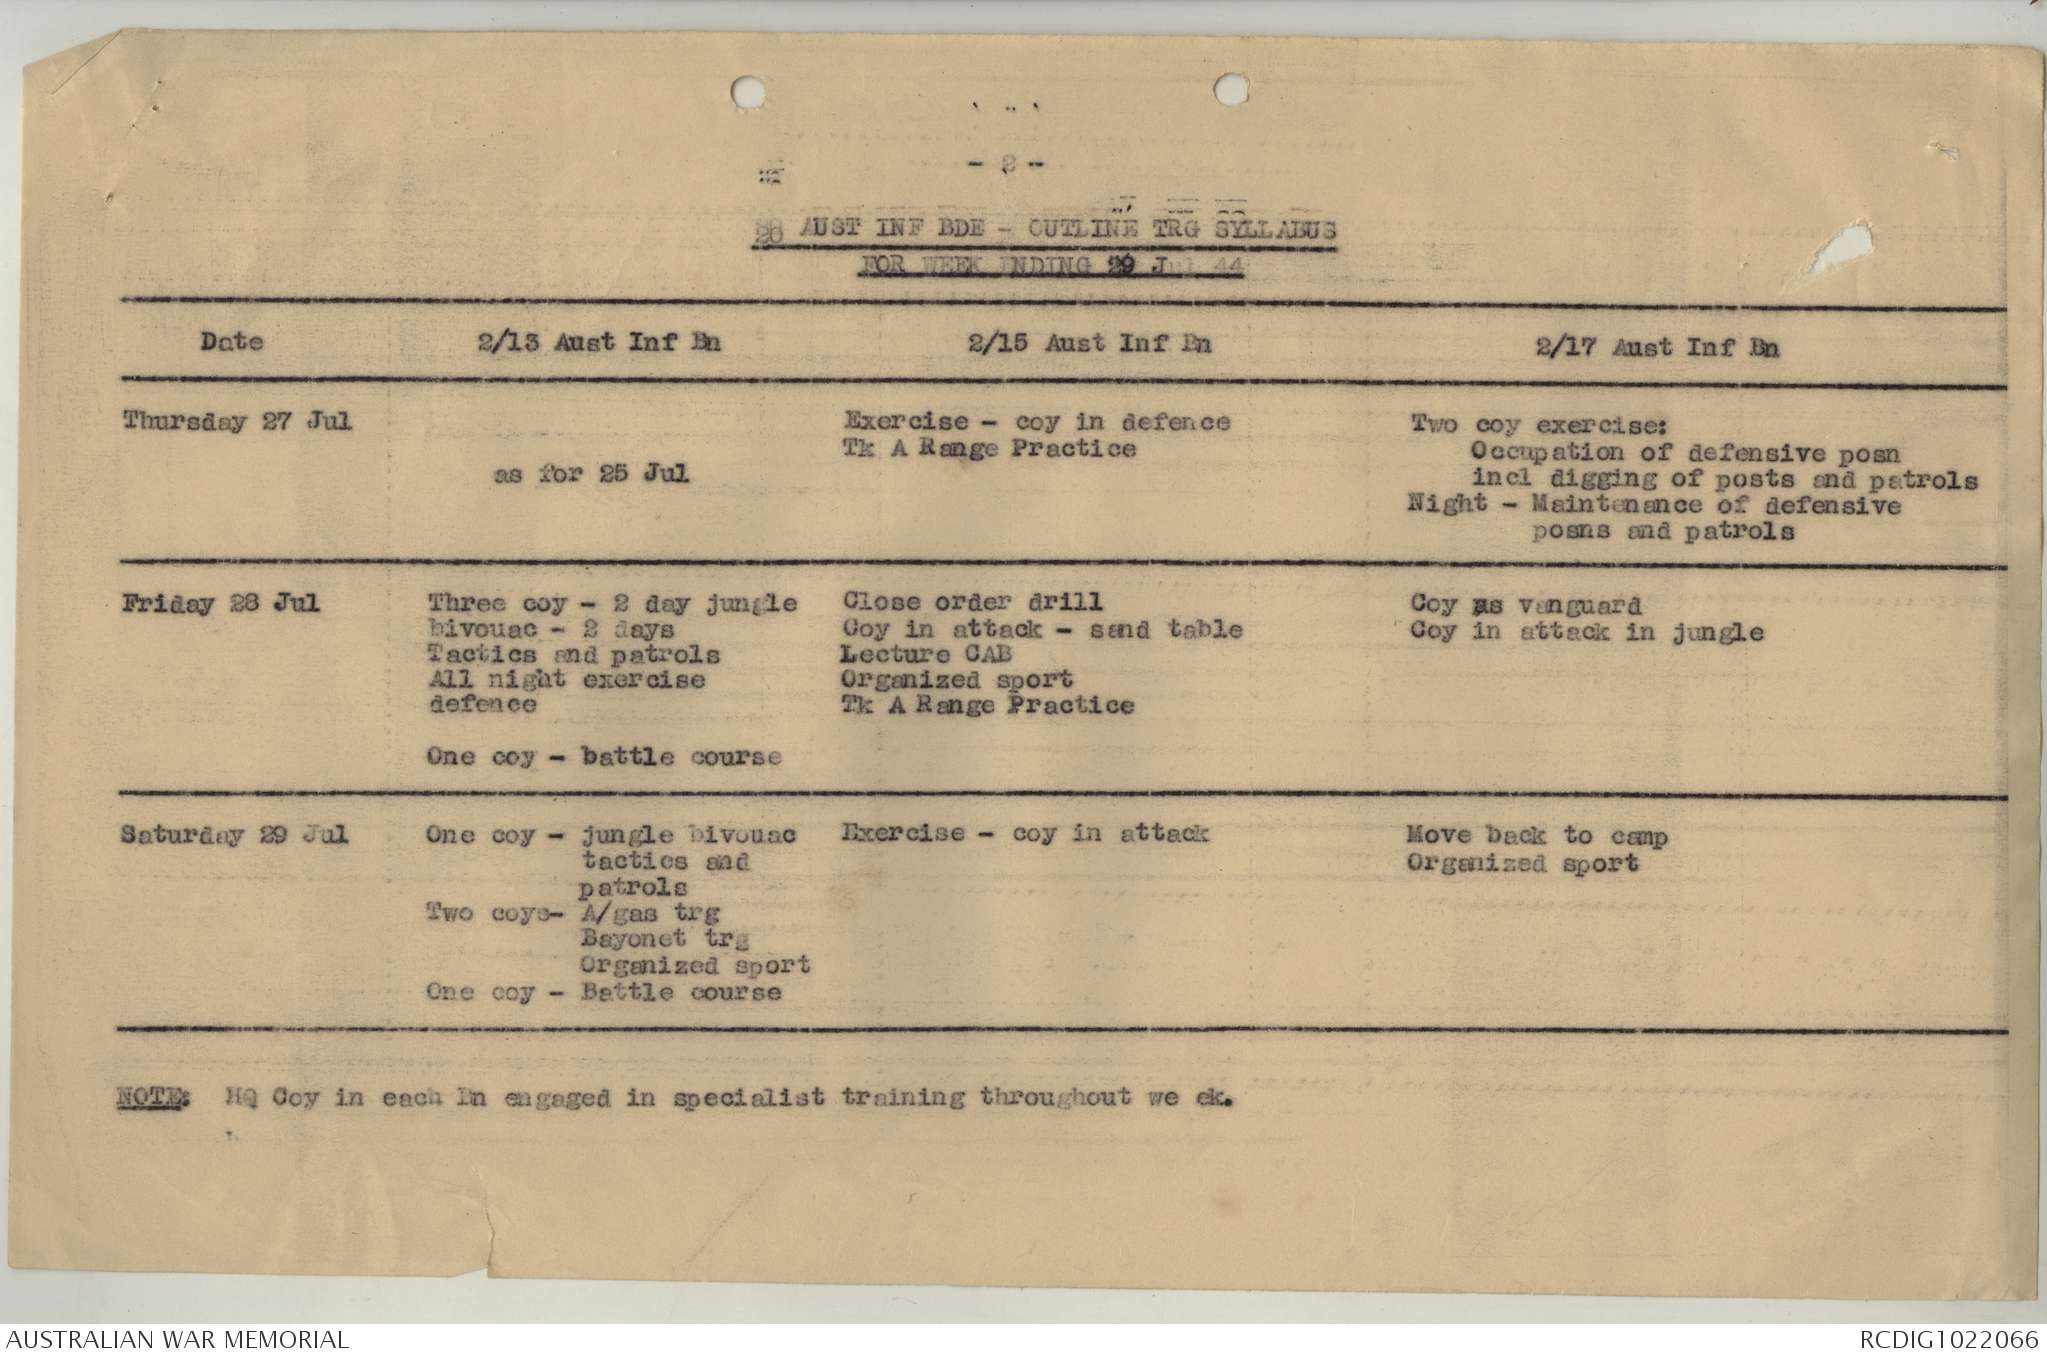 - 2 -
20 AUST INF BDE - OUTLINE TRG SYLLABUS
FOR WEEK ENDING 29 Jul 44
Date 2/13 Aust Inf Bn 2/15 Aust Inf Bn 2/17 Aust Inf Bn
Thursday 27 Jul
as for 25 Jul
Exercise - coy in defence
Tk A Range Practice
Two coy exercise:
Occupation of defensive posn
incl digging of posts and patrols
Night - Maintenance of defensive
posns and patrols
Friday 28 Jul
Three coy - 2 day jungle
bivouac - 2 days
Tactics and patrols
All night exercise
defence
One coy - battle course
Close order drill
Coy in attack - sand table
Lecture CAB
Organized sport
Tk A Range Practice
Coy as vanguard
Coy in attack in jungle
Saturday 29 Jul
One coy - jungle bivouac
tactics and
patrols
Two coys- A/gas trg
Bayonet trg
Organized sport
One coy - Battle course
Exercise - coy in attack
Move back to camp
Organized sport
NOTE: HQ Coy in each Bn engaged in specialist training throughout we ek.
AUSTRALIAN WAR MEMORIAL
RCDIG1022066